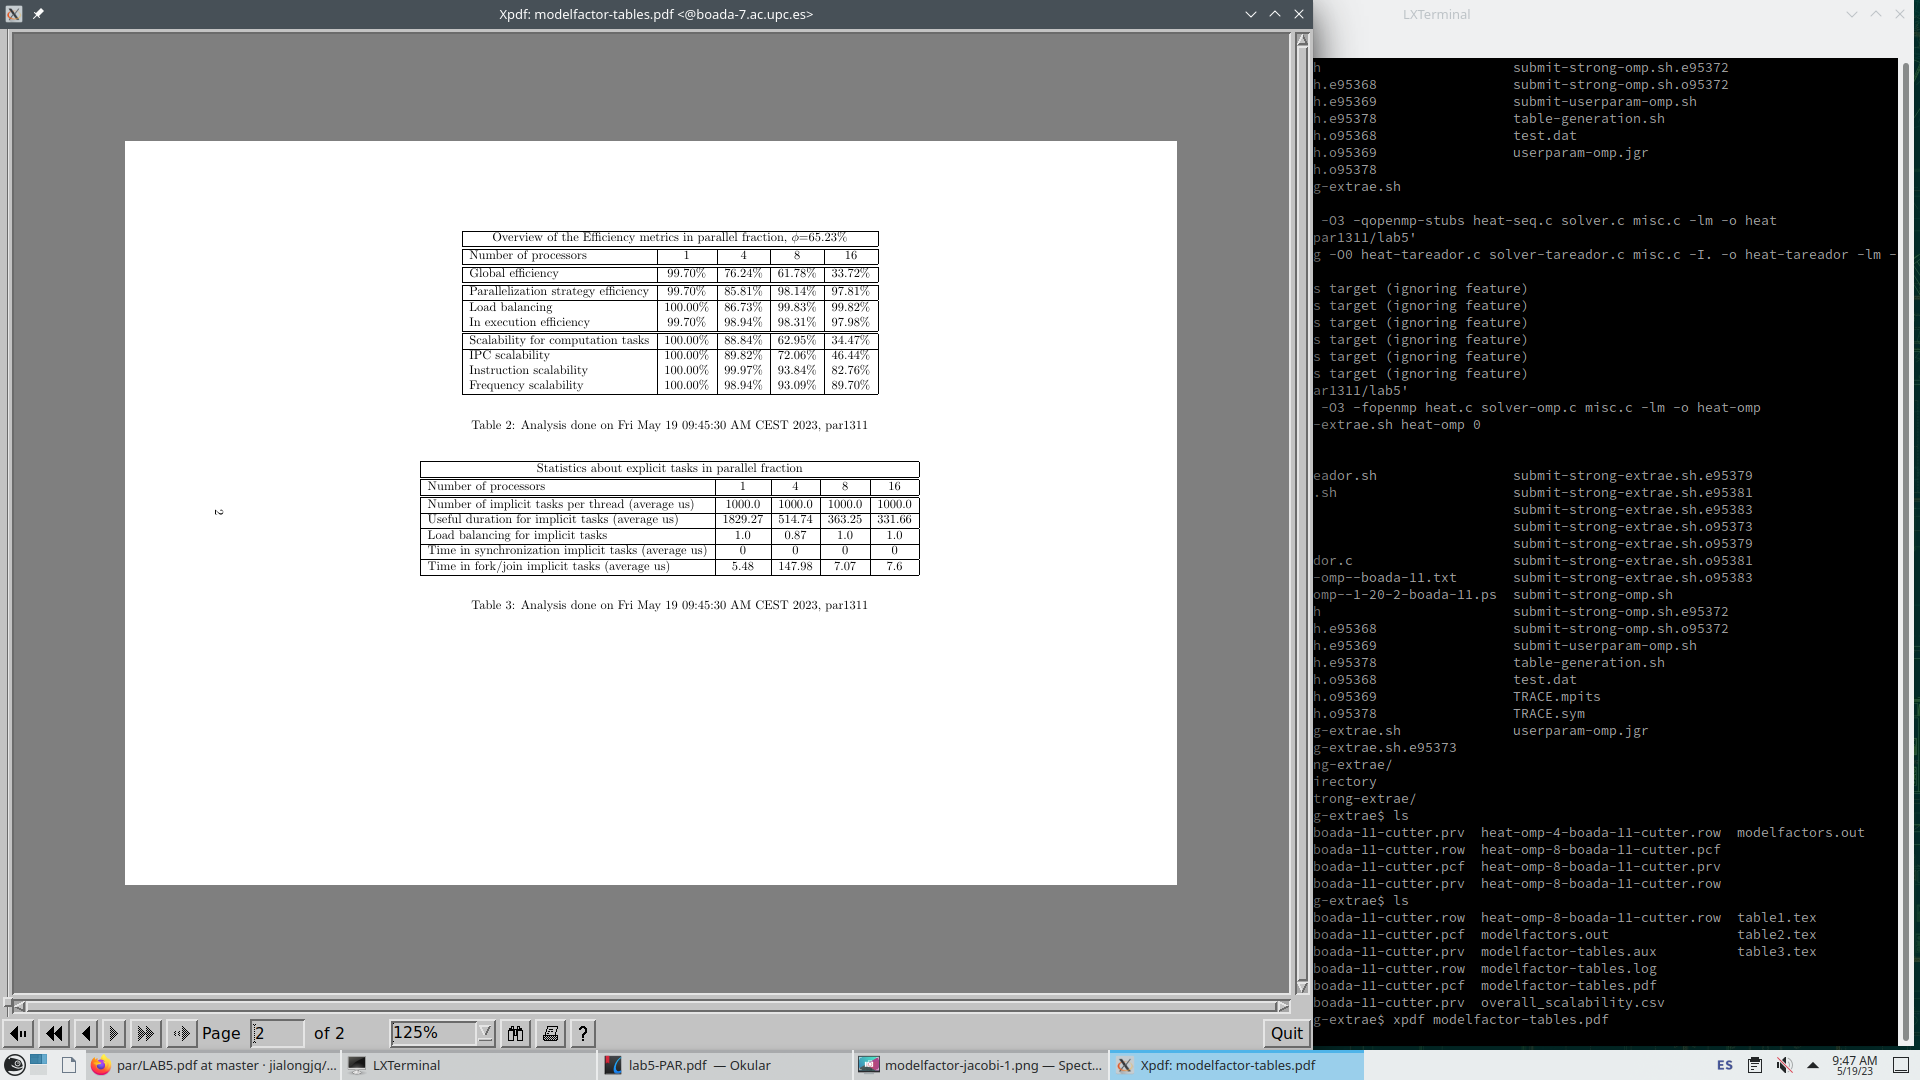 Xpdf: modelfactor-tables.pdf <@boada-7.ac.upc.es>
Overview of the Efficiency metrics in parallel fraction, ϕ=65.23%
Number of processors 1 4 8 16
Global efficiency 99.70% 76.24% 61.78% 33.72%
Parallelization strategy efficiency 99.70% 85.81% 98.14% 97.81%
Load balancing 100.00% 86.73% 99.83% 99.82%
In execution efficiency 99.70% 98.94% 98.31% 97.98%
Scalability for computation tasks 100.00% 88.84% 62.95% 34.47%
IPC scalability 100.00% 89.82% 72.06% 46.44%
Instruction scalability 100.00% 99.97% 93.84% 82.76%
Frequency scalability 100.00% 98.94% 93.09% 89.70%
Table 2: Analysis done on Fri May 19 09:45:30 AM CEST 2023, par1311
Statistics about explicit tasks in parallel fraction
Number of processors 1 4 8 16
Number of implicit tasks per thread (average us) 1000.0 1000.0 1000.0 1000.0
Useful duration for implicit tasks (average us) 1829.27 514.74 363.25 331.66
Load balancing for implicit tasks 1.0 0.87 1.0 1.0
Time in synchronization implicit tasks (average us) 0 0 0 0
Time in fork/join implicit tasks (average us) 5.48 147.98 7.07 7.6
Table 3: Analysis done on Fri May 19 09:45:30 AM CEST 2023, par1311
2
Page 2 of 2 125% ? Quit
LXTerminal
h submit-strong-omp.sh.e95372
h.e95368 submit-strong-omp.sh.o95372
h.e95369 submit-userparam-omp.sh
h.e95378 table-generation.sh
h.o95368 test.dat
h.o95369 userparam-omp.jgr
h.o95378
g-extrae.sh
-O3 -qopenmp-stubs heat-seq.c solver.c misc.c -lm -o heat
par1311/lab5'
g -O0 heat-tareador.c solver-tareador.c misc.c -I. -o heat-tareador -lm -
s target (ignoring feature)
s target (ignoring feature)
s target (ignoring feature)
s target (ignoring feature)
s target (ignoring feature)
s target (ignoring feature)
ar1311/lab5'
-O3 -fopenmp heat.c solver-omp.c misc.c -lm -o heat-omp
-extrae.sh heat-omp 0
eador.sh submit-strong-extrae.sh.e95379
.sh submit-strong-extrae.sh.e95381
submit-strong-extrae.sh.e95383
submit-strong-extrae.sh.o95373
submit-strong-extrae.sh.o95379
dor.c submit-strong-extrae.sh.o95381
-omp--boada-11.txt submit-strong-extrae.sh.o95383
omp--1-20-2-boada-11.ps submit-strong-omp.sh
h submit-strong-omp.sh.e95372
h.e95368 submit-strong-omp.sh.o95372
h.e95369 submit-userparam-omp.sh
h.e95378 table-generation.sh
h.o95368 test.dat
h.o95369 TRACE.mpits
h.o95378 TRACE.sym
g-extrae.sh userparam-omp.jgr
g-extrae.sh.e95373
ng-extrae/
irectory
trong-extrae/
g-extrae$ ls
boada-11-cutter.prv heat-omp-4-boada-11-cutter.row modelfactors.out
boada-11-cutter.row heat-omp-8-boada-11-cutter.pcf
boada-11-cutter.pcf heat-omp-8-boada-11-cutter.prv
boada-11-cutter.prv heat-omp-8-boada-11-cutter.row
g-extrae$ ls
boada-11-cutter.row heat-omp-8-boada-11-cutter.row table1.tex
boada-11-cutter.pcf modelfactors.out table2.tex
boada-11-cutter.prv modelfactor-tables.aux table3.tex
boada-11-cutter.row modelfactor-tables.log
boada-11-cutter.pcf modelfactor-tables.pdf
boada-11-cutter.prv overall_scalability.csv
g-extrae$ xpdf modelfactor-tables.pdf
par/LAB5.pdf at master · jialongjq/... LXTerminal lab5-PAR.pdf — Okular modelfactor-jacobi-1.png — Spect... Xpdf: modelfactor-tables.pdf ES 9:47 AM
5/19/23